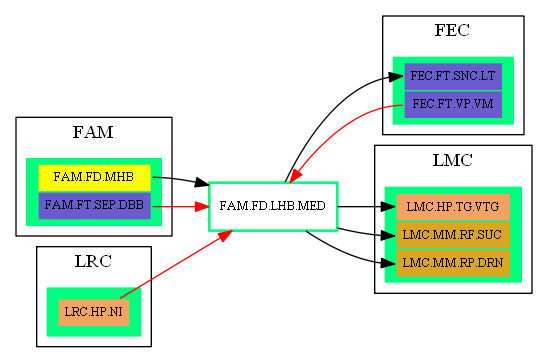 FEC
FEC.FT.SNC.LT
FEC.FT.VP.VM
FAM
FAM.FD.MHB
FAM.FT.SEP.DBB
FAM.FD.LHB.MED
LMC
LMC.HP.TG.VTG
LMC.MM.RF.SUC
LMC.MM.RP.DRN
LRC
LRC.HP.NI